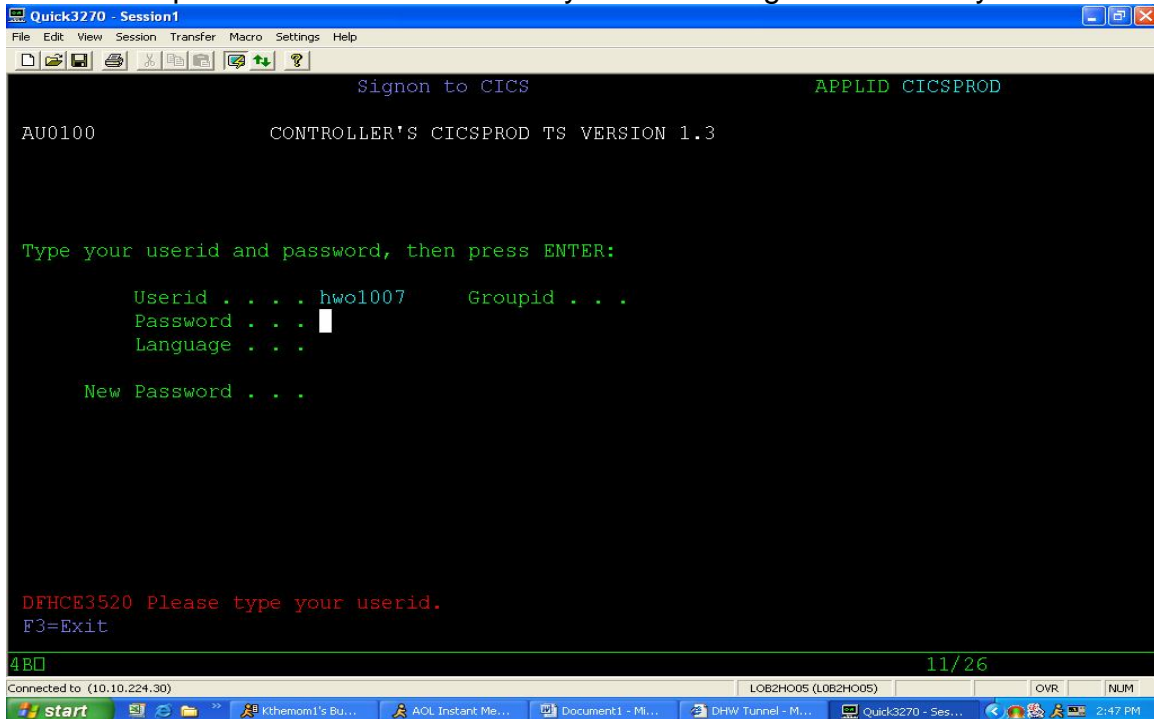 Quick3270 - Session1
File Edit View Session Transfer Macro Settings Help
Signon to CICS APPLID CICSPROD
AU0100 CONTROLLER'S CICSPROD TS VERSION 1.3
Type your userid and password, then press ENTER:
Userid . . . . hwo1007 Groupid . . .
Password . . .
Language . . .
New Password . . .
DFHCE3520 Please type your userid.
F3=Exit
4B 11/26
Connected to (10.10.224.30) LOB2HO05 (LOB2HO05) OVR NUM
start Kthemom1's Bu... AOL Instant Me... Document1 - Mi... DHW Tunnel - M... Quick3270 - Ses... 2:47 PM